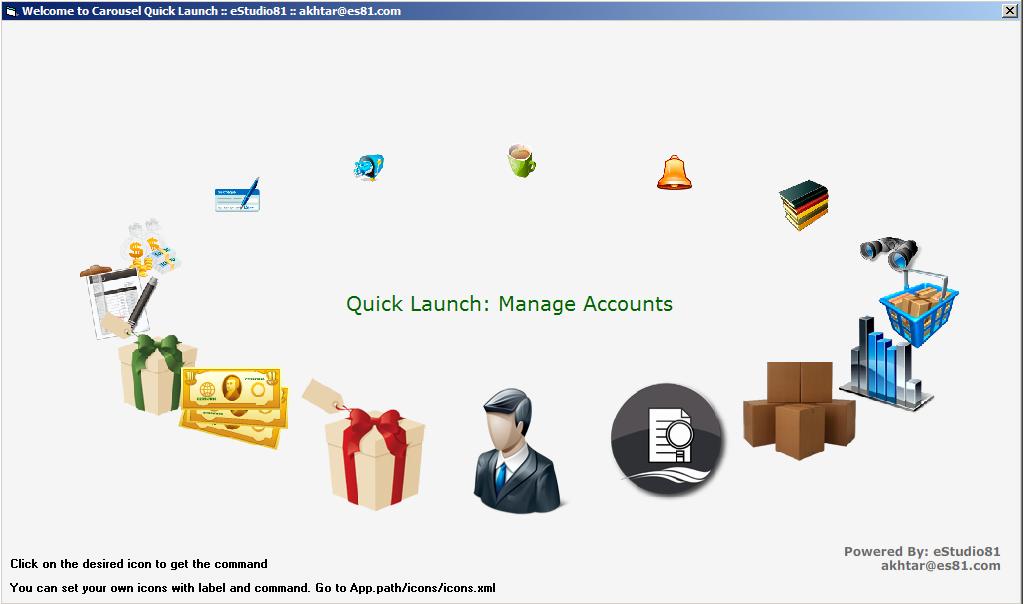 Welcome to Carousel Quick Launch :: eStudio81 :: akhtar@es81.com
Quick Launch: Manage Accounts
Powered By: eStudio81
akhtar@es81.com
Click on the desired icon to get the command
You can set your own icons with label and command. Go to App.path/icons/icons.xml